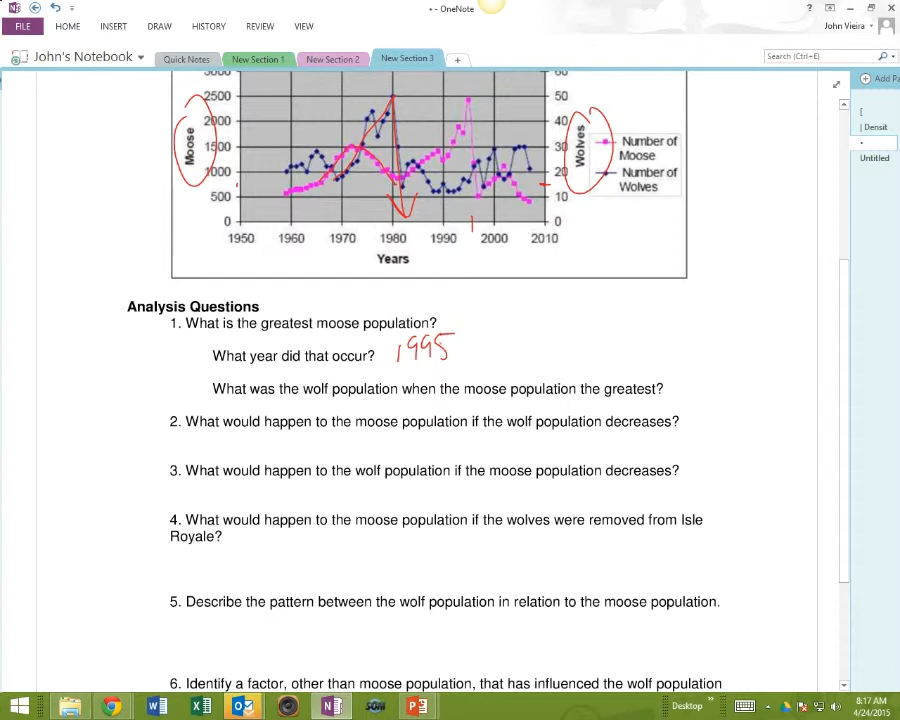 • - OneNote
?
FILE HOME INSERT DRAW HISTORY REVIEW VIEW
John Vieira
John's Notebook
Quick Notes New Section 1 New Section 2 New Section 3 +
Search (Ctrl+E)
Add Pa
[
| Densit
•
Untitled
3000 60
2500 50
2000 40
1500 30
1000 20
500 10
0 0
Moose
Wolves
Number of
Moose
Number of
Wolves
1950 1960 1970 1980 1990 2000 2010
Years
Analysis Questions
1. What is the greatest moose population?
What year did that occur? 1995
What was the wolf population when the moose population the greatest?
2. What would happen to the moose population if the wolf population decreases?
3. What would happen to the wolf population if the moose population decreases?
4. What would happen to the moose population if the wolves were removed from Isle
Royale?
5. Describe the pattern between the wolf population in relation to the moose population.
6. Identify a factor, other than moose population, that has influenced the wolf population
Desktop
8:17 AM
4/24/2015